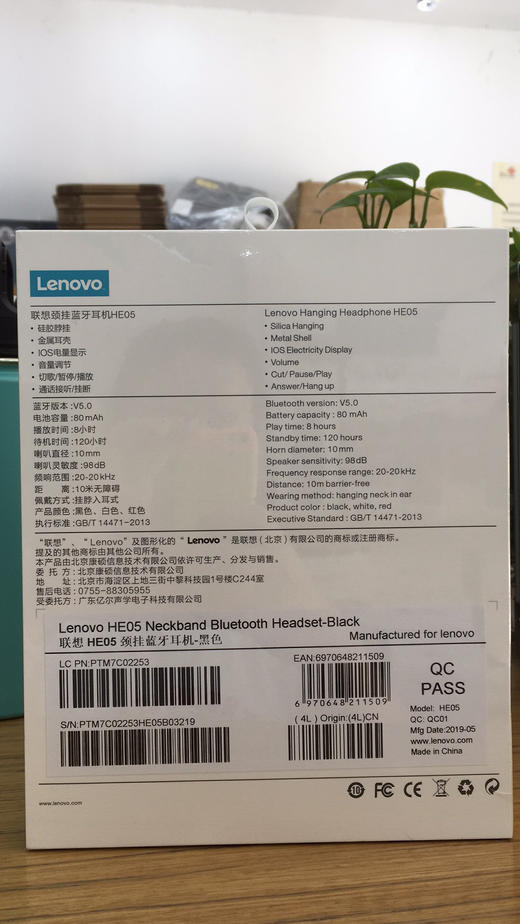 Lenovo
联想颈挂蓝牙耳机HE05
• 硅胶脖挂
• 金属耳壳
• IOS电量显示
• 音量调节
• 切歌/暂停/播放
• 通话接听/挂断
Lenovo Hanging Headphone HE05
• Silica Hanging
• Metal Shell
• IOS Electricity Display
• Volume
• Cut/ Pause/Play
• Answer/Hang up
蓝牙版本:V5.0
电池容量:80mAh
播放时间:8小时
待机时间:120小时
喇叭直径:10mm
喇叭灵敏度:98dB
频响范围:20-20kHz
距 离:10米无障碍
佩戴方式:挂脖入耳式
产品颜色:黑色、白色、红色
执行标准:GB/T 14471-2013
Bluetooth version: V5.0
Battery capacity : 80 mAh
Play time: 8 hours
Standby time: 120 hours
Horn diameter; 10mm
Speaker sensitivity: 98dB
Frequency response range: 20-20kHz
Distance: 10m barrier-free
Wearing method: hanging neck in ear
Product color : black, white, red
Executive Standard : GB/T 14471-2013
“联想”、“Lenovo”及图形化的“Lenovo”是联想(北京)有限公司的商标或注册商标。
提及的其他商标由其他公司所有。
本产品由北京康硕信息技术有限公司依许可生产、分发与销售。
委 托 方:北京康硕信息技术有限公司
地 址:北京市海淀区上地三街中黎科技园1号楼C244室
售后电话:0755-88305955
受委托方:广东亿尔声学电子科技有限公司
Lenovo HE05 Neckband Bluetooth Headset-Black
联想 HE05 颈挂蓝牙耳机-黑色
Manufactured for lenovo
LC PN:PTM7C02253
EAN:6970648211509
6 970648 211509
S/N:PTM7C02253HE05B03219
(4L) Origin:(4L)CN
QC
PASS
Model: HE05
QC: QC01
Mfg Date:2019-05
www.lenovo.com
Made in China
10 FC CE
www.lenovo.com